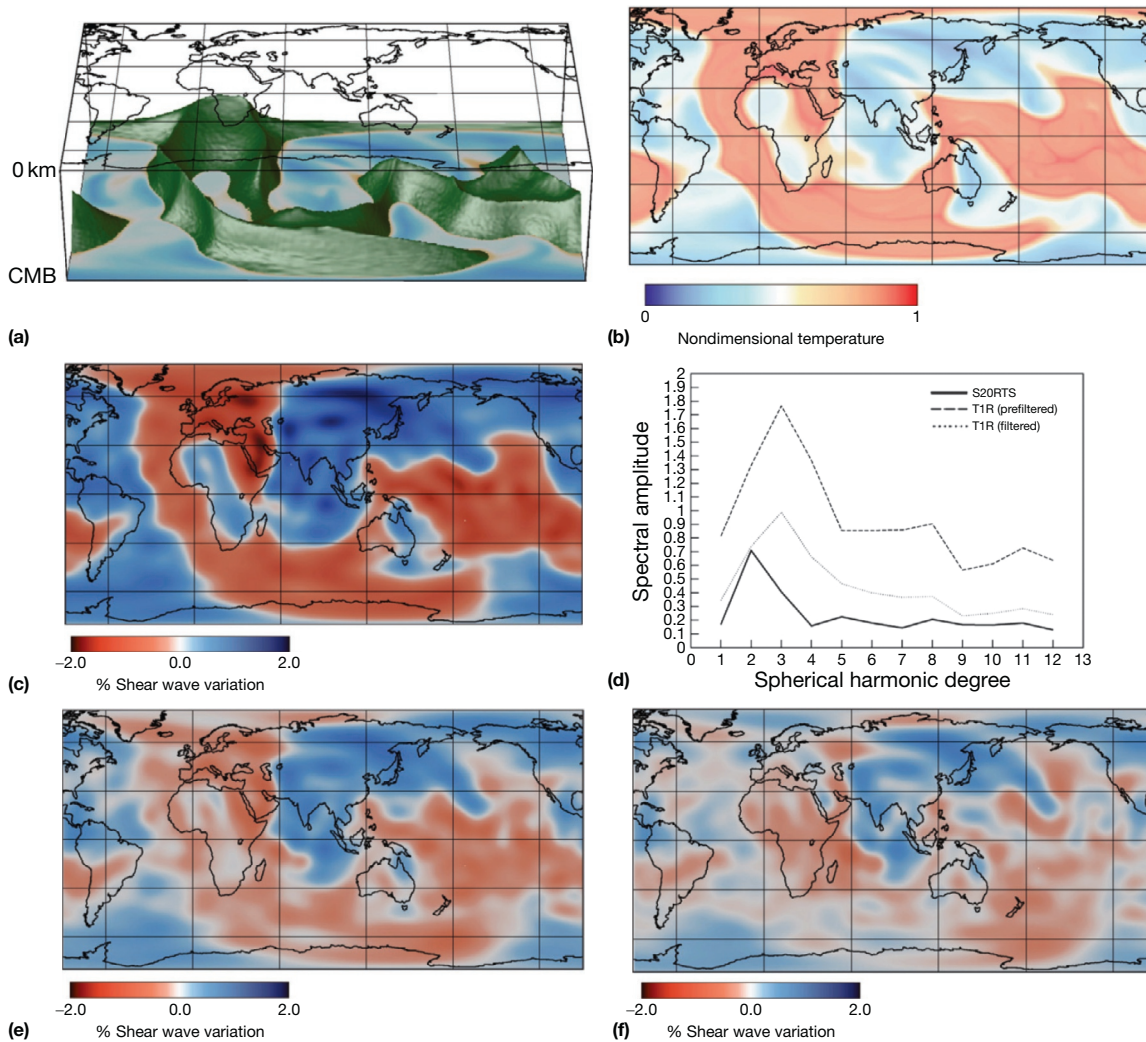 0 km
CMB
(a)
0
1
Nondimensional temperature
(b)
−2.0
0.0
2.0
% Shear wave variation
(c)
2
1.9
1.8
1.7
1.6
1.5
1.4
1.3
1.2
1.1
1
0.9
0.8
0.7
0.6
0.5
0.4
0.3
0.2
0.1
0
Spectral amplitude
S20RTS
T1R (prefiltered)
T1R (filtered)
0 1 2 3 4 5 6 7 8 9 10 11 12 13
Spherical harmonic degree
(d)
−2.0
0.0
2.0
% Shear wave variation
(e)
−2.0
0.0
2.0
% Shear wave variation
(f)